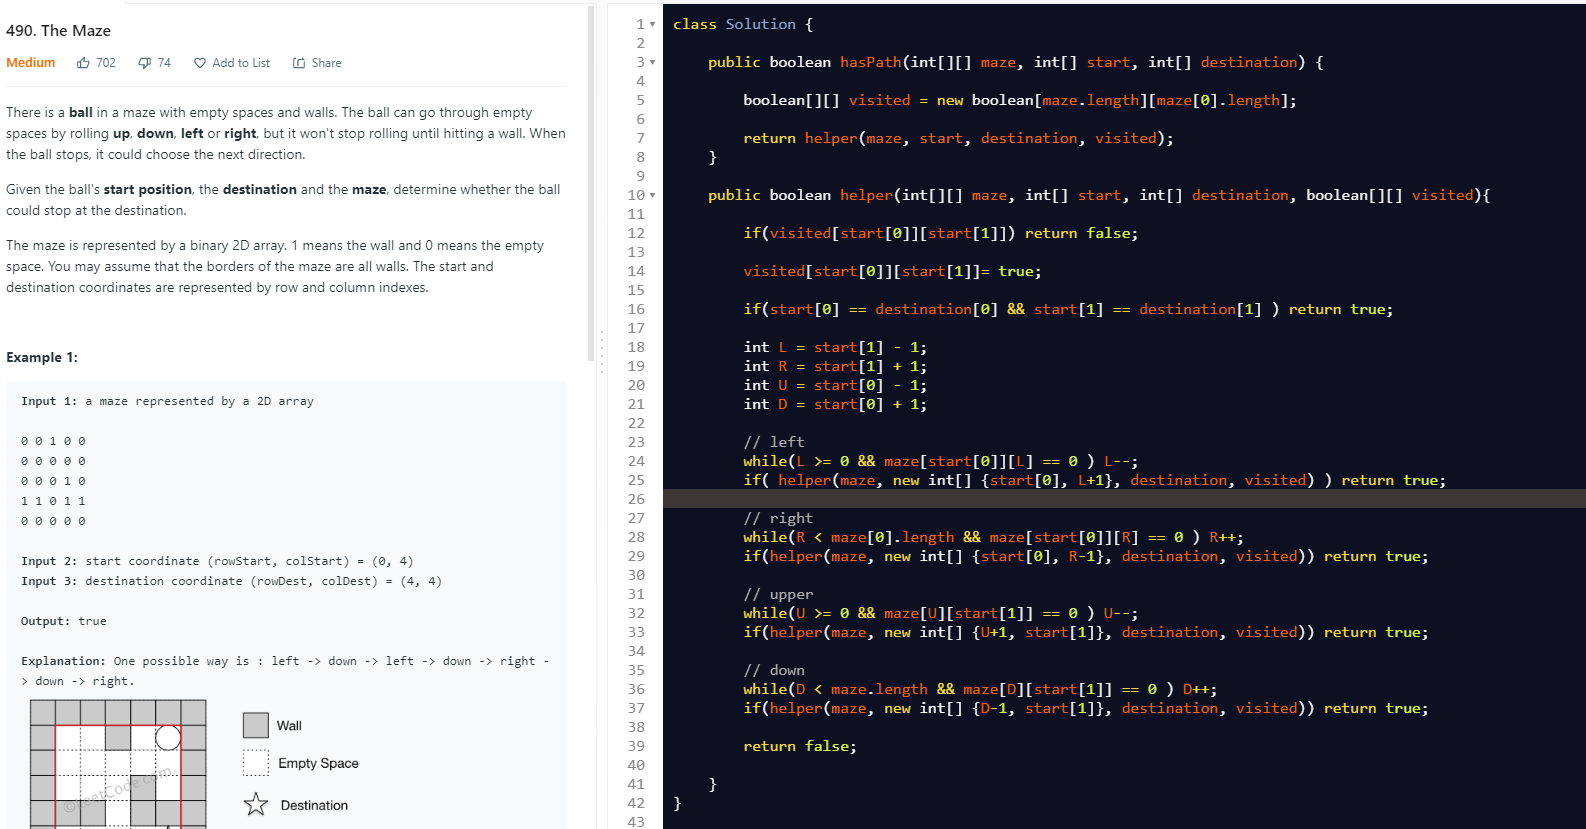 490. The Maze
Medium 702 74 Add to List Share
There is a ball in a maze with empty spaces and walls. The ball can go through empty
spaces by rolling up, down, left or right, but it won't stop rolling until hitting a wall. When
the ball stops, it could choose the next direction.
Given the ball's start position, the destination and the maze, determine whether the ball
could stop at the destination.
The maze is represented by a binary 2D array. 1 means the wall and 0 means the empty
space. You may assume that the borders of the maze are all walls. The start and
destination coordinates are represented by row and column indexes.
Example 1:
Input 1: a maze represented by a 2D array
0 0 1 0 0
0 0 0 0 0
0 0 0 1 0
1 1 0 1 1
0 0 0 0 0
Input 2: start coordinate (rowStart, colStart) = (0, 4)
Input 3: destination coordinate (rowDest, colDest) = (4, 4)
Output: true
Explanation: One possible way is : left -> down -> left -> down -> right -
> down -> right.
Wall
Empty Space
Destination
©LeetCode.com
1 class Solution {
2
3 public boolean hasPath(int[][] maze, int[] start, int[] destination) {
4
5 boolean[][] visited = new boolean[maze.length][maze[0].length];
6
7 return helper(maze, start, destination, visited);
8 }
9
10 public boolean helper(int[][] maze, int[] start, int[] destination, boolean[][] visited){
11
12 if(visited[start[0]][start[1]]) return false;
13
14 visited[start[0]][start[1]]= true;
15
16 if(start[0] == destination[0] && start[1] == destination[1] ) return true;
17
18 int L = start[1] - 1;
19 int R = start[1] + 1;
20 int U = start[0] - 1;
21 int D = start[0] + 1;
22
23 // left
24 while(L >= 0 && maze[start[0]][L] == 0 ) L--;
25 if( helper(maze, new int[] {start[0], L+1}, destination, visited) ) return true;
26
27 // right
28 while(R < maze[0].length && maze[start[0]][R] == 0 ) R++;
29 if(helper(maze, new int[] {start[0], R-1}, destination, visited)) return true;
30
31 // upper
32 while(U >= 0 && maze[U][start[1]] == 0 ) U--;
33 if(helper(maze, new int[] {U+1, start[1]}, destination, visited)) return true;
34
35 // down
36 while(D < maze.length && maze[D][start[1]] == 0 ) D++;
37 if(helper(maze, new int[] {D-1, start[1]}, destination, visited)) return true;
38
39 return false;
40
41 }
42 }
43